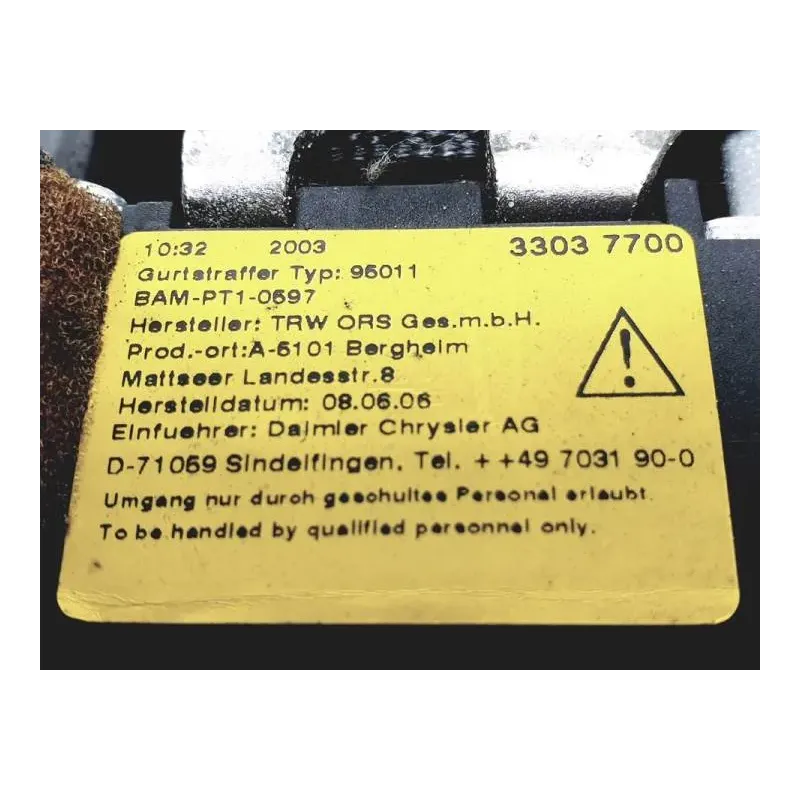 10:32 2003 3303 7700
Gurtstraffer Typ: 95011
BAM-PT1-0597
Hersteller: TRW ORS Ges.m.b.H.
Prod.-ort:A-5101 Bergheim
Mattseer Landesstr.8
Herstelldatum: 08.06.06
Einfuehrer: Daimler Chrysler AG
D-71059 Sindelfingen, Tel. ++49 7031 90-0
Umgang nur durch geschultes Personal erlaubt.
To be handled by qualified personnel only.